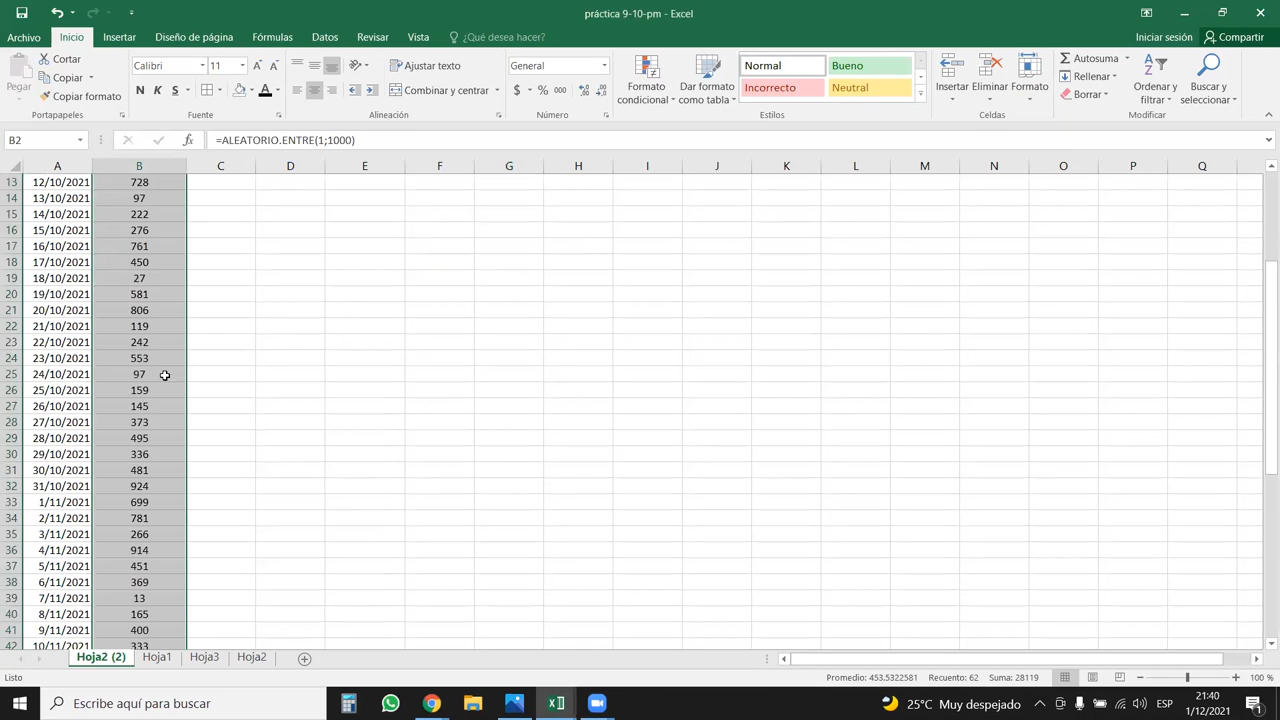 práctica 9-10-pm - Excel
Archivo Inicio Insertar Diseño de página Fórmulas Datos Revisar Vista ¿Qué desea hacer? Iniciar sesión Compartir
Pegar
Cortar
Copiar
Copiar formato
Portapapeles
Calibri 11
N K S
Fuente
Ajustar texto
Combinar y centrar
Alineación
General
$ % 000
Número
Formato condicional
Dar formato como tabla
Normal Bueno
Incorrecto Neutral
Estilos
Insertar Eliminar Formato
Celdas
Autosuma
Rellenar
Borrar
Ordenar y filtrar
Buscar y seleccionar
Modificar
B2 fx =ALEATORIO.ENTRE(1;1000)
A B C D E F G H I J K L M N O P Q
13 12/10/2021 728
14 13/10/2021 97
15 14/10/2021 222
16 15/10/2021 276
17 16/10/2021 761
18 17/10/2021 450
19 18/10/2021 27
20 19/10/2021 581
21 20/10/2021 806
22 21/10/2021 119
23 22/10/2021 242
24 23/10/2021 553
25 24/10/2021 97
26 25/10/2021 159
27 26/10/2021 145
28 27/10/2021 373
29 28/10/2021 495
30 29/10/2021 336
31 30/10/2021 481
32 31/10/2021 924
33 1/11/2021 699
34 2/11/2021 781
35 3/11/2021 266
36 4/11/2021 914
37 5/11/2021 451
38 6/11/2021 369
39 7/11/2021 13
40 8/11/2021 165
41 9/11/2021 400
42 10/11/2021 333
Hoja2 (2) Hoja1 Hoja3 Hoja2
Listo Promedio: 453.5322581 Recuento: 62 Suma: 28119 100 %
Escribe aquí para buscar 25°C Muy despejado ESP 21:40
1/12/2021